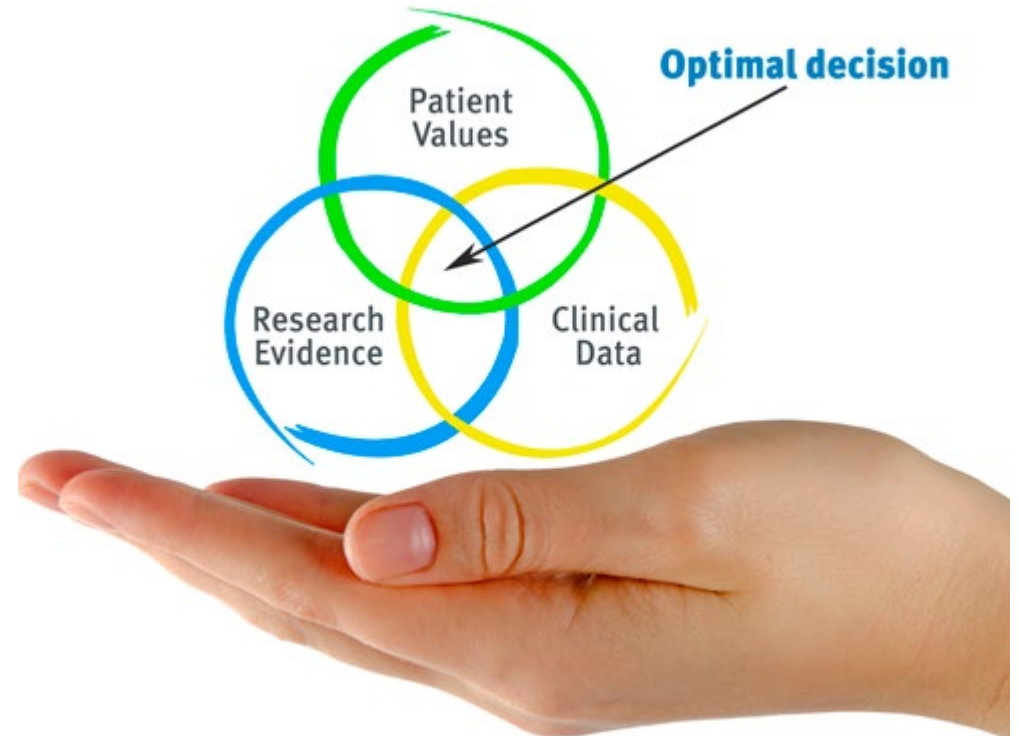 Optimal decision
Patient
Values
Research
Evidence
Clinical
Data